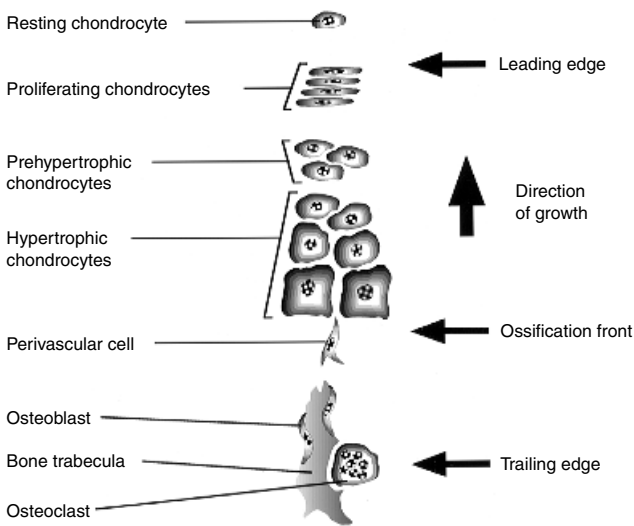 Resting chondrocyte
Leading edge
Proliferating chondrocytes
Prehypertrophic
chondrocytes
Direction
of growth
Hypertrophic
chondrocytes
Ossification front
Perivascular cell
Osteoblast
Bone trabecula
Trailing edge
Osteoclast